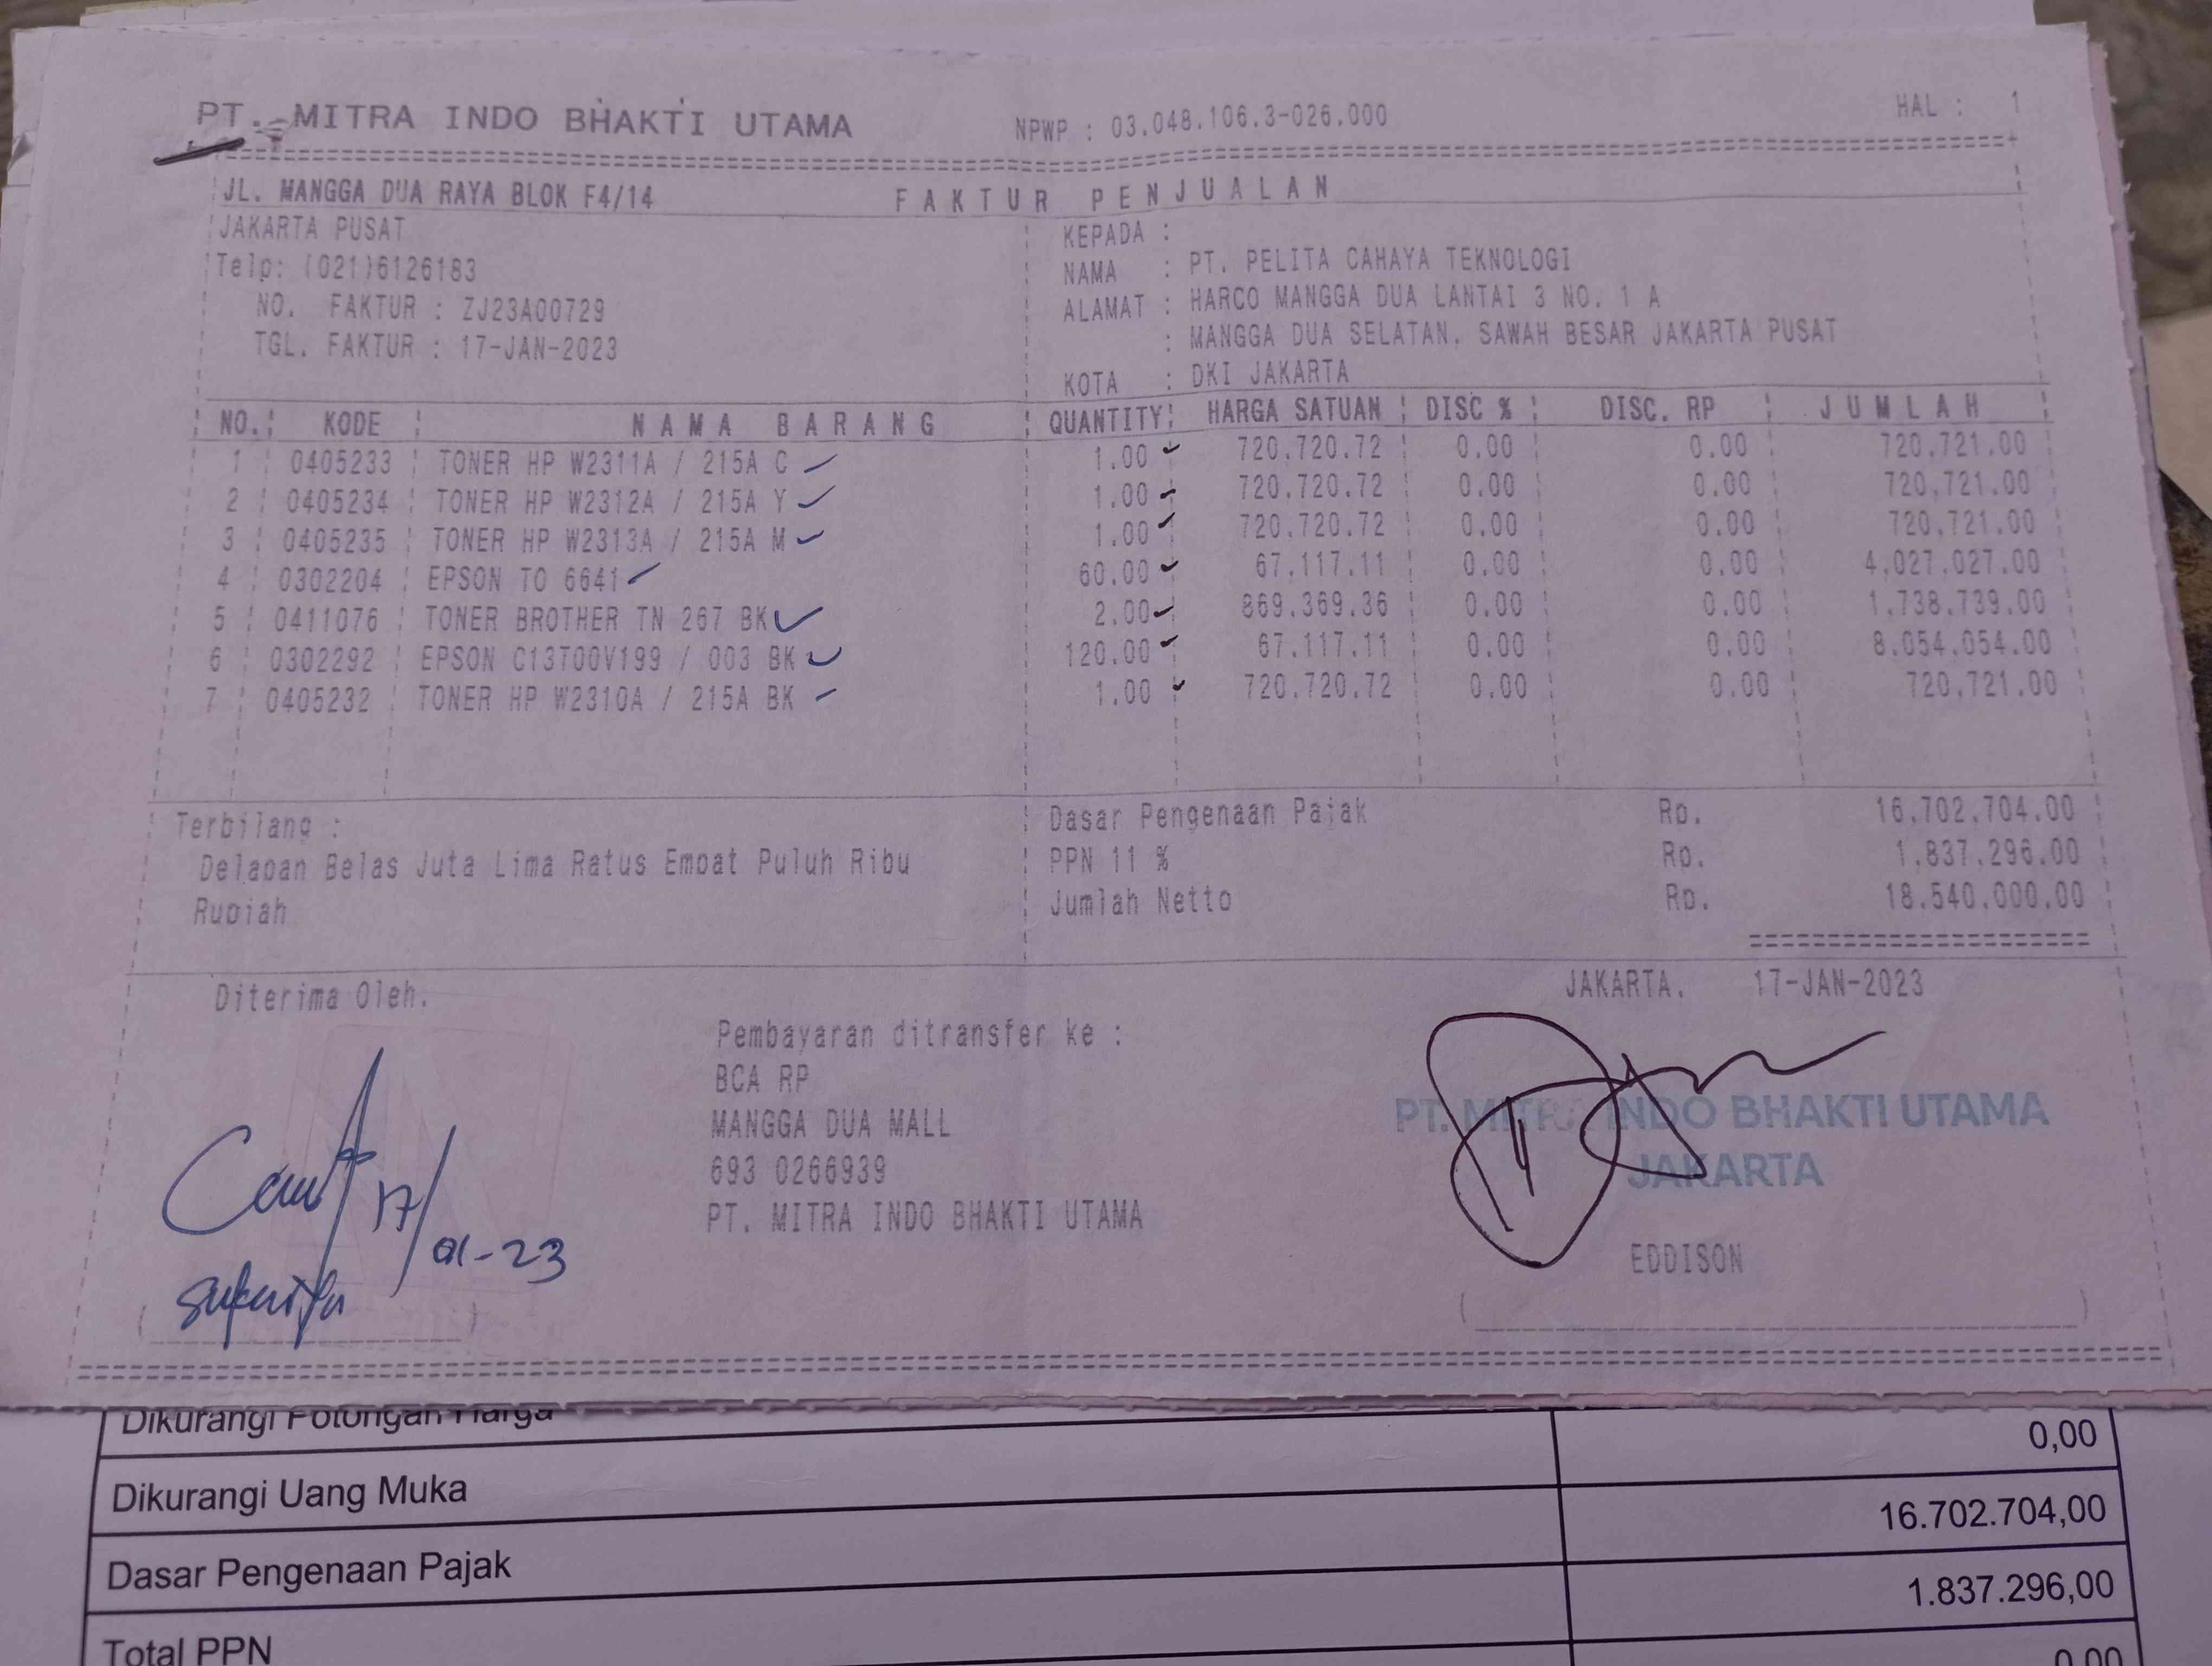 PT. MITRA INDO BHAKTI UTAMA NPWP : 03.048.106.3-026.000 HAL : 1
JL. MANGGA DUA RAYA BLOK F4/14 FAKTUR PENJUALAN
JAKARTA PUSAT KEPADA :
Telp: (021)6126183 NAMA : PT. PELITA CAHAYA TEKNOLOGI
NO. FAKTUR : ZJ23A00729 ALAMAT : HARCO MANGGA DUA LANTAI 3 NO. 1 A
TGL. FAKTUR : 17-JAN-2023 : MANGGA DUA SELATAN, SAWAH BESAR JAKARTA PUSAT
KOTA : DKI JAKARTA
NO. KODE NAMA BARANG QUANTITY HARGA SATUAN DISC % DISC. RP JUMLAH
1 0405233 TONER HP W2311A / 215A C 1.00 720.720.72 0.00 0.00 720,721.00
2 0405234 TONER HP W2312A / 215A Y 1.00 720.720.72 0.00 0.00 720,721.00
3 0405235 TONER HP W2313A / 215A M 1.00 720.720.72 0.00 0.00 720,721.00
4 0302204 EPSON TO 6641 60.00 67.117.11 0.00 0.00 4,027,027.00
5 0411076 TONER BROTHER TN 267 BK 2.00 869.369.36 0.00 0.00 1,738,739.00
6 0302292 EPSON C13T00V199 / 003 BK 120.00 67.117.11 0.00 0.00 8,054,054.00
7 0405232 TONER HP W2310A / 215A BK 1.00 720.720.72 0.00 0.00 720,721.00
Terbilang : Dasar Pengenaan Pajak Rp. 16,702,704.00
Delapan Belas Juta Lima Ratus Empat Puluh Ribu PPN 11 % Rp. 1,837,296.00
Rupiah Jumlah Netto Rp. 18,540,000.00
Diterima Oleh, JAKARTA, 17-JAN-2023
Pembayaran ditransfer ke :
BCA RP
MANGGA DUA MALL
693 0266939
PT. MITRA INDO BHAKTI UTAMA
17/01-23
PT. MITRA INDO BHAKTI UTAMA
JAKARTA
EDDISON
Dikurangi Potongan Harga 0,00
Dikurangi Uang Muka 16.702.704,00
Dasar Pengenaan Pajak 1.837.296,00
Total PPN 0,00